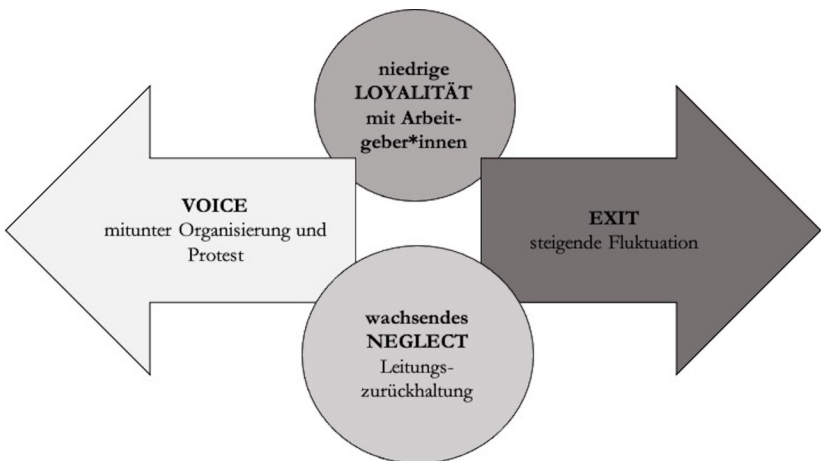 niedrige
LOYALITÄT
mit Arbeit-
geber*innen
VOICE
mitunter Organisierung und
Protest
EXIT
steigende Fluktuation
wachsendes
NEGLECT
Leitungs-
zurückhaltung